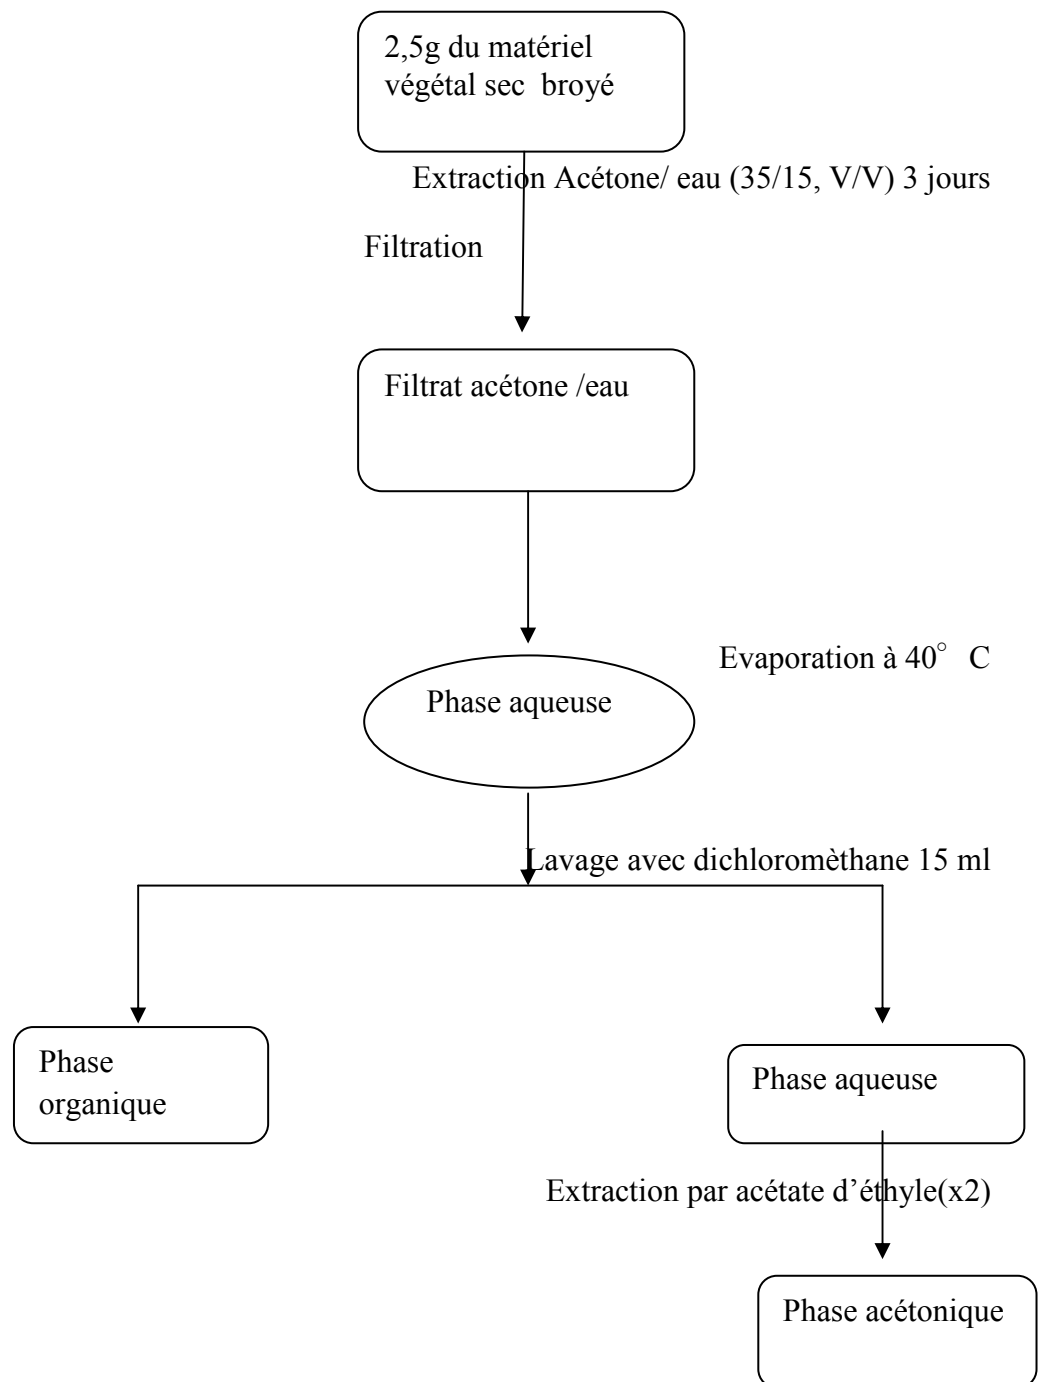 2,5g du matériel
végétal sec broyé
Extraction Acétone/ eau (35/15, V/V) 3 jours
Filtration
Filtrat acétone /eau
Evaporation à 40° C
Phase aqueuse
Lavage avec dichloromèthane 15 ml
Phase
organique
Phase aqueuse
Extraction par acétate d’éthyle(x2)
Phase acétonique